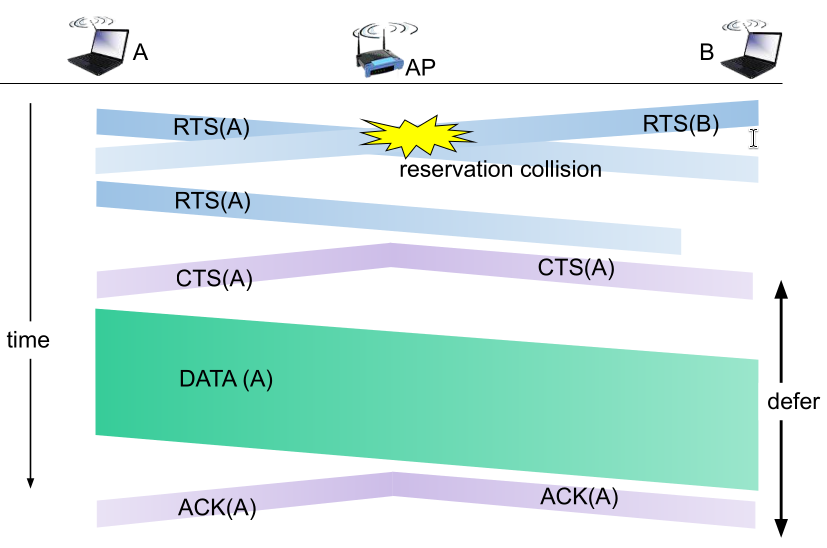 A
AP
B
RTS(A)
RTS(B)
reservation collision
RTS(A)
CTS(A)
CTS(A)
time
DATA (A)
defer
ACK(A)
ACK(A)